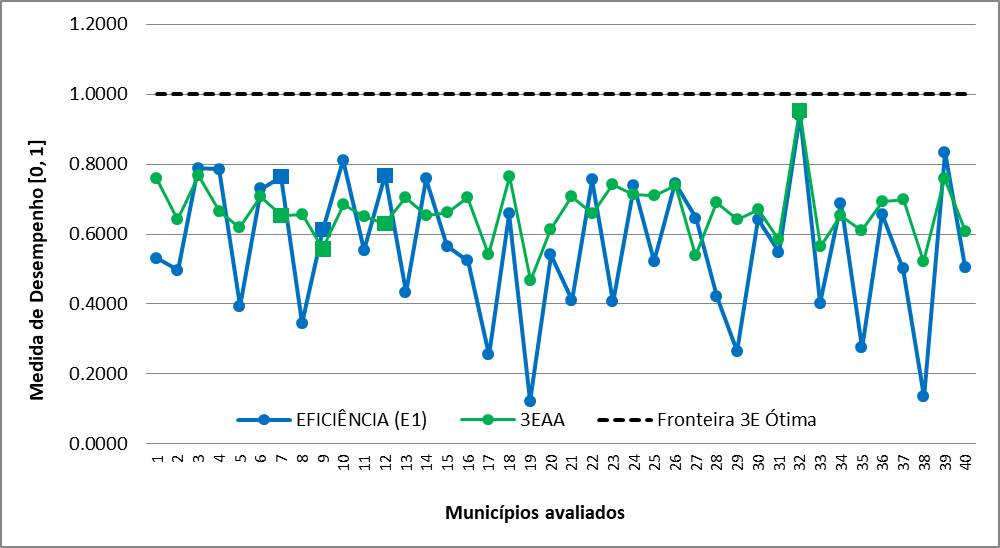 1.2000
1.0000
0.8000
0.6000
0.4000
0.2000
0.0000
Medida de Desempenho [0, 1]
EFICIÊNCIA (E1) 3EAA Fronteira 3E Ótima
1 2 3 4 5 6 7 8 9 10 11 12 13 14 15 16 17 18 19 20 21 22 23 24 25 26 27 28 29 30 31 32 33 34 35 36 37 38 39 40
Municípios avaliados